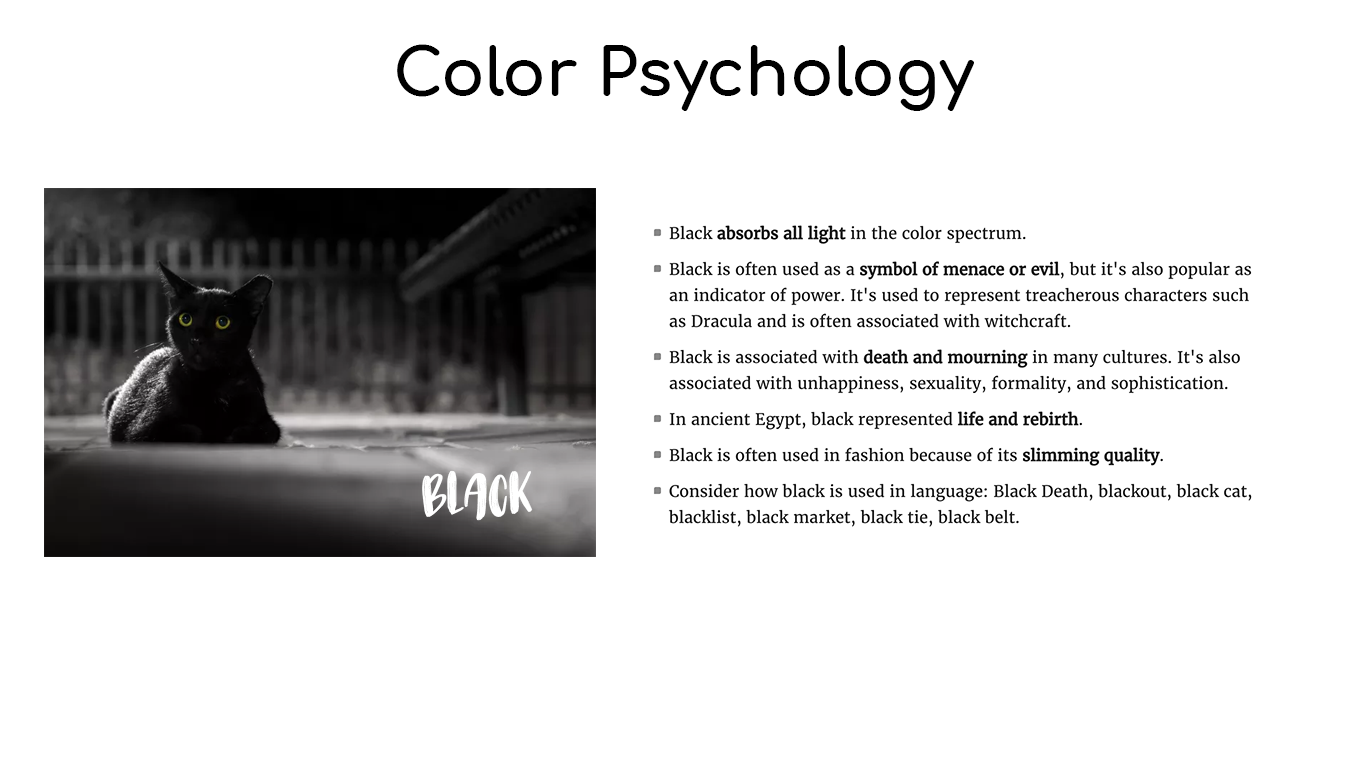 Color Psychology
BLACK
Black absorbs all light in the color spectrum.
Black is often used as a symbol of menace or evil, but it's also popular as
an indicator of power. It's used to represent treacherous characters such
as Dracula and is often associated with witchcraft.
Black is associated with death and mourning in many cultures. It's also
associated with unhappiness, sexuality, formality, and sophistication.
In ancient Egypt, black represented life and rebirth.
Black is often used in fashion because of its slimming quality.
Consider how black is used in language: Black Death, blackout, black cat,
blacklist, black market, black tie, black belt.